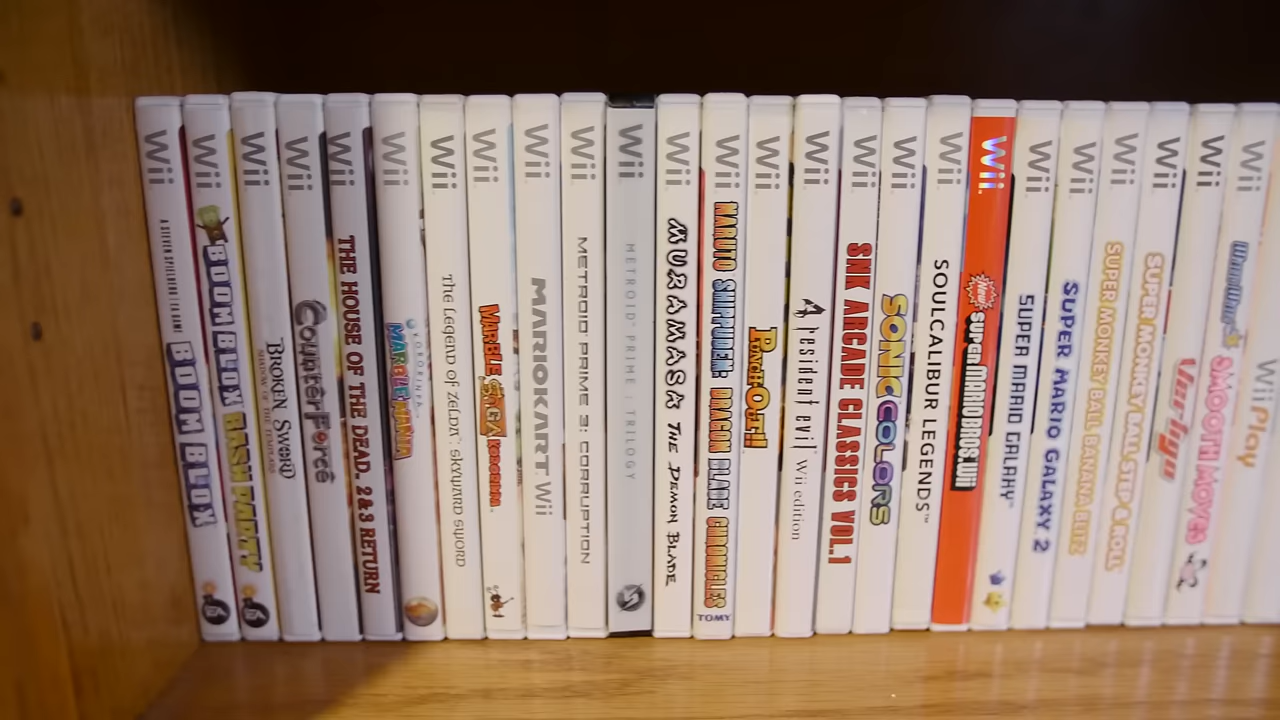 Wii
A STEVEN SPIELBERG / EA GAME BOOM BLOX
Wii
BOOM BLOX BASH PARTY
Wii
BROKEN SWORD
SHADOW OF THE TEMPLARS
Wii
CounterForce
Wii
THE HOUSE OF THE DEAD. 2 & 3 RETURN
Wii
KORORINPA
MARBLE MANIA
Wii
THE LEGEND OF ZELDA: SKYWARD SWORD
Wii
MARBLE SAGA KORORINPA
Wii
MARIOKART Wii
Wii
METROID PRIME 3: CORRUPTION
Wii
METROID PRIME: TRILOGY
Wii
MURAMASA THE DEMON BLADE
Wii
NARUTO SHIPPUDEN: DRAGON BLADE CHRONICLES
TOMY
Wii
PUNCH-OUT!!
Wii
resident evil 4 Wii edition
Wii
SNK ARCADE CLASSICS VOL.1
Wii
SONIC COLORS
Wii
SOULCALIBUR LEGENDS™
Wii
New SUPER MARIO BROS. Wii
Wii
SUPER MARIO GALAXY
Wii
SUPER MARIO GALAXY 2
Wii
SUPER MONKEY BALL BANANA BLITZ
Wii
SUPER MONKEY BALL STEP & ROLL
Wii
Wii
WarioWare
SMOOTH MOVES
Wii Play